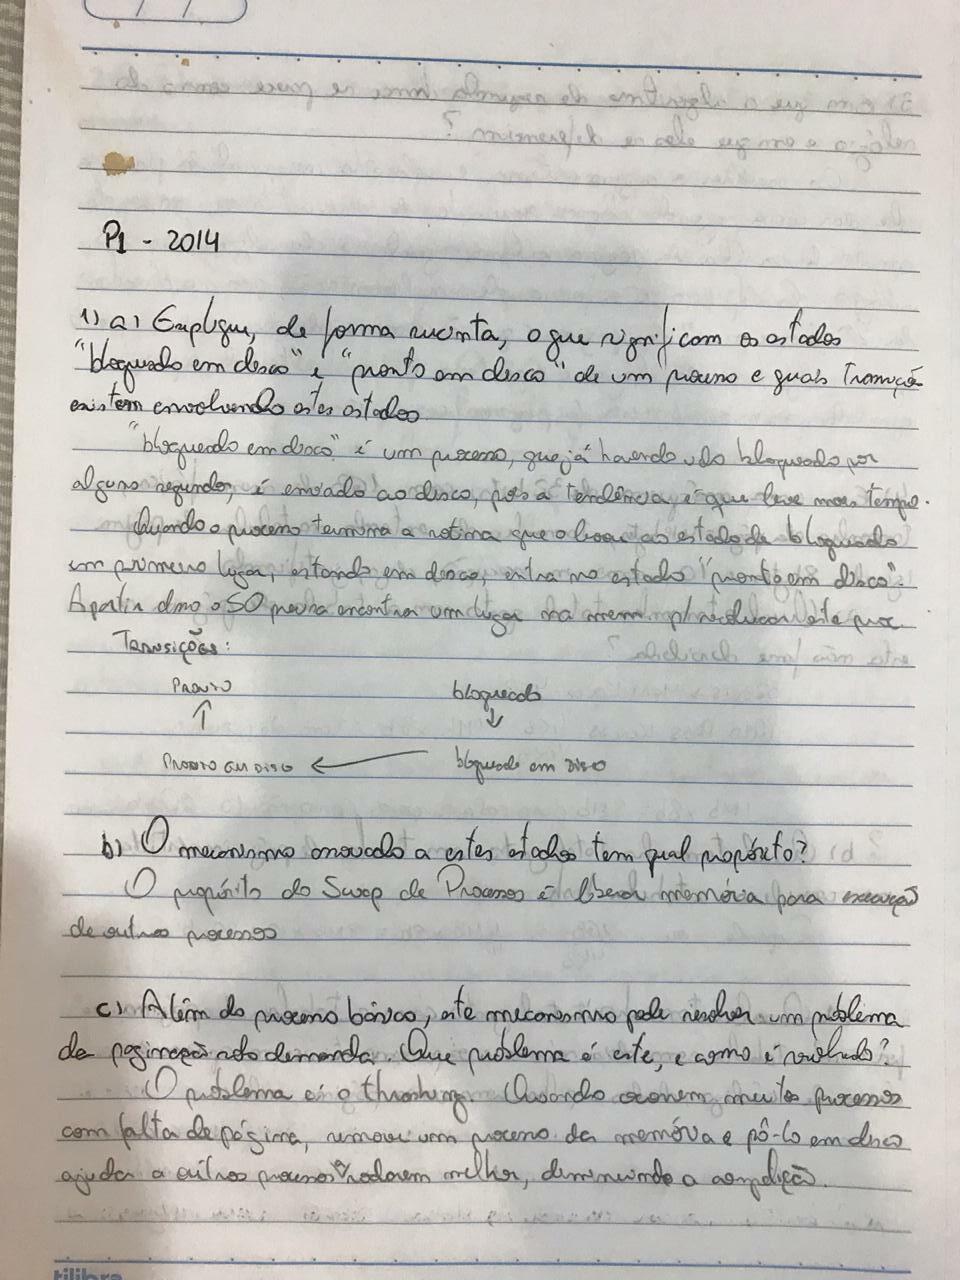 P1 - 2014
1) a) Explique, de forma sucinta, o que significam os estados
"bloqueado em disco" e "pronto em disco" de um processo e quais transições
existem envolvendo estes estados
"bloqueado em disco" é um processo, que já havendo sido bloqueado por
alguns segundos, é enviado ao disco, pois a tendência é que leve mais tempo.
Quando o processo termina a rotina que o levou ao estado de bloqueado
em primeiro lugar, estando em disco, entra no estado "pronto em disco".
A partir disso o SO precisa encontrar um lugar na mem. p/ realocar este proc
Transições:
Pronto bloqueado
↑ ↓
Pronto em Disco ← bloqueado em Disco
b) O mecanismo associado a estes estados tem qual propósito?
O propósito do Swap de Processos é liberar memória para execução
de outros processos
c) Além do processo básico, este mecanismo pode resolver um problema
da paginação sob demanda. Que problema é este, e como é resolvido?
O problema é o thrashing. Quando ocorrem muitos processos
com falta de página, remover um processo da memória e pô-lo em disco
ajuda a outros processos rodarem melhor, diminuindo a competição.
tilibra